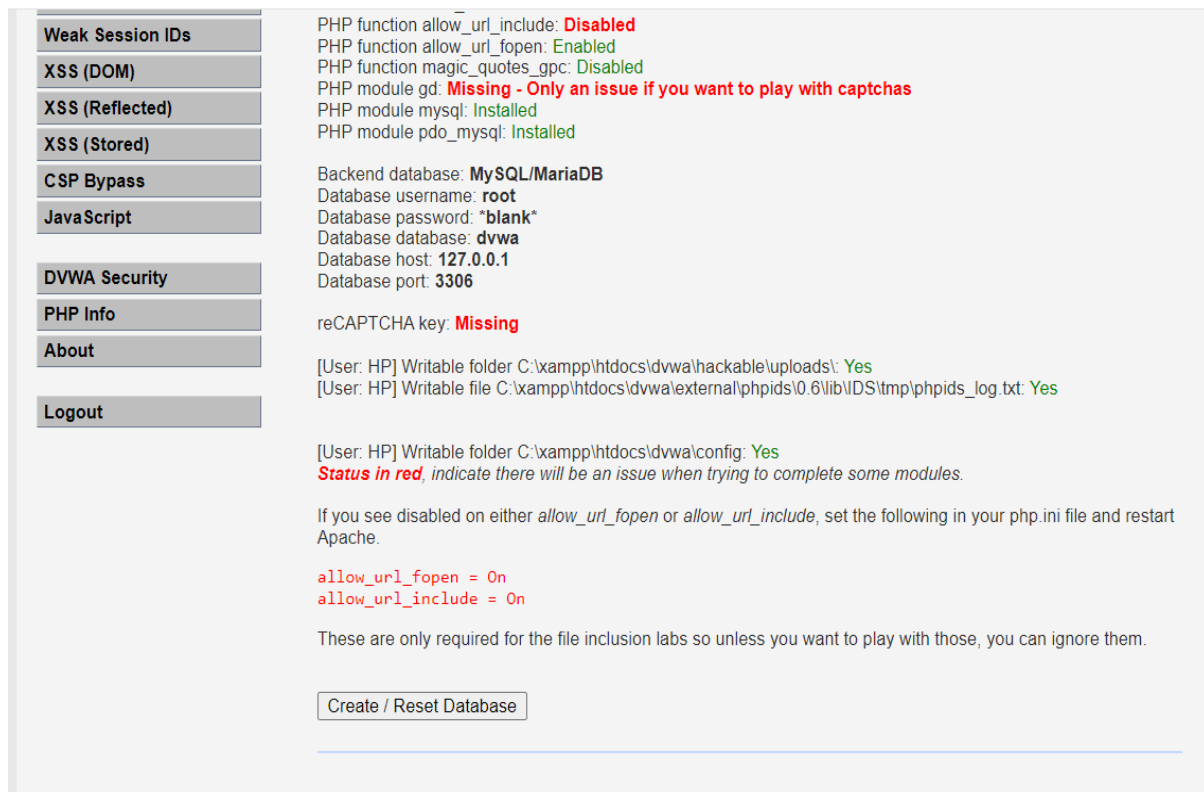 Weak Session IDs
XSS (DOM)
XSS (Reflected)
XSS (Stored)
CSP Bypass
JavaScript
DVWA Security
PHP Info
About
Logout
PHP function allow_url_include: Disabled
PHP function allow_url_fopen: Enabled
PHP function magic_quotes_gpc: Disabled
PHP module gd: Missing - Only an issue if you want to play with captchas
PHP module mysql: Installed
PHP module pdo_mysql: Installed
Backend database: MySQL/MariaDB
Database username: root
Database password: *blank*
Database database: dvwa
Database host: 127.0.0.1
Database port: 3306
reCAPTCHA key: Missing
[User: HP] Writable folder C:\xampp\htdocs\dvwa\hackable\uploads\: Yes
[User: HP] Writable file C:\xampp\htdocs\dvwa\external\phpids\0.6\lib\IDS\tmp\phpids_log.txt: Yes
[User: HP] Writable folder C:\xampp\htdocs\dvwa\config: Yes
Status in red, indicate there will be an issue when trying to complete some modules.
If you see disabled on either allow_url_fopen or allow_url_include, set the following in your php.ini file and restart
Apache.
allow_url_fopen = On
allow_url_include = On
These are only required for the file inclusion labs so unless you want to play with those, you can ignore them.
Create / Reset Database